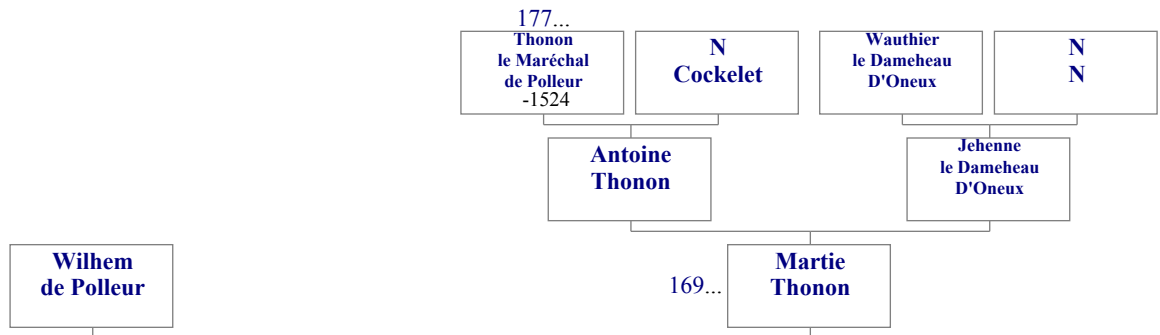 177...
Thonon
le Maréchal
de Polleur
-1524
N
Cockelet
Wauthier
le Dameheau
D'Oneux
N
N
Antoine
Thonon
Jehenne
le Dameheau
D'Oneux
Wilhem
de Polleur
169...
Martie
Thonon